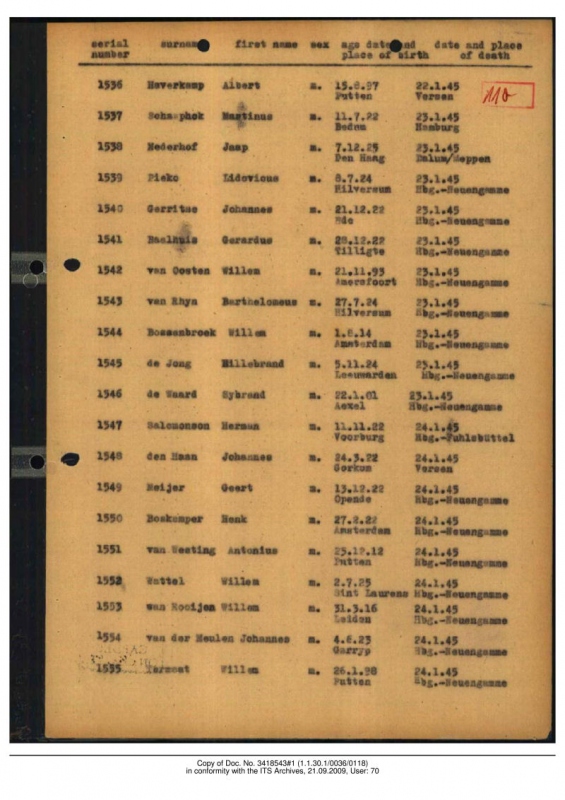 serial surname first name sex age date and date and place
number place of birth of death
110
1536 Haverkamp Albert m. 15.8.97 22.1.45
Putten Versen
1537 Martinus m. 11.7.22 23.1.45
Bedum Hamburg
1538 Nederhof Jaap m. 7.12.25 23.1.45
Den Haag Dalum/Meppen
1539 Pieko Lidovicus m. 8.7.24 23.1.45
Hilversum Hbg.-Neuengamme
1540 Gerritse Johannes m. 21.12.22 23.1.45
Ede Hbg.-Neuengamme
1541 Gerardus m. 28.12.22 23.1.45
Tilligte Hbg.-Neuengamme
1542 van Oosten Willem m. 21.11.93 23.1.45
Amersfoort Hbg.-Neuengamme
1543 van Rhyn Bartholomeus m. 27.7.24 23.1.45
Hilversum Hbg.-Neuengamme
1544 Bossenbroek Willem m. 1.6.14 23.1.45
Amsterdam Hbg.-Neuengamme
1545 de Jong Hillebrand m. 5.11.24 23.1.45
Leeuwarden Hbg.-Neuengamme
1546 de Waard Sybrand m. 22.1.01 23.1.45
Axel Hbg.-Neuengamme
1547 Salomonson Herman m. 11.11.22 24.1.45
Voorburg Hbg.-Fuhlsbüttel
1548 den Haan Johannes m. 24.3.22 24.1.45
Gorkum Versen
1549 Meijer Geert m. 13.12.22 24.1.45
Opende Hbg.-Neuengamme
1550 Boskamper Henk m. 27.2.22 24.1.45
Amsterdam Hbg.-Neuengamme
1551 van Weeting Antonius m. 25.12.12 24.1.45
Putten Hbg.-Neuengamme
1552 Wattel Willem m. 2.7.25 24.1.45
Sint Laurens Hbg.-Neuengamme
1553 van Rooijen Willem m. 31.3.16 24.1.45
Leiden Hbg.-Neuengamme
1554 van der Meulen Johannes m. 4.8.23 24.1.45
Garryp Hbg.-Neuengamme
1555 Willem m. 26.1.98 24.1.45
Putten Hbg.-Neuengamme
Copy of Doc. No. 3418543#1 (1.1.30.1/0036/0118)
in conformity with the ITS Archives, 21.09.2009, User: 70